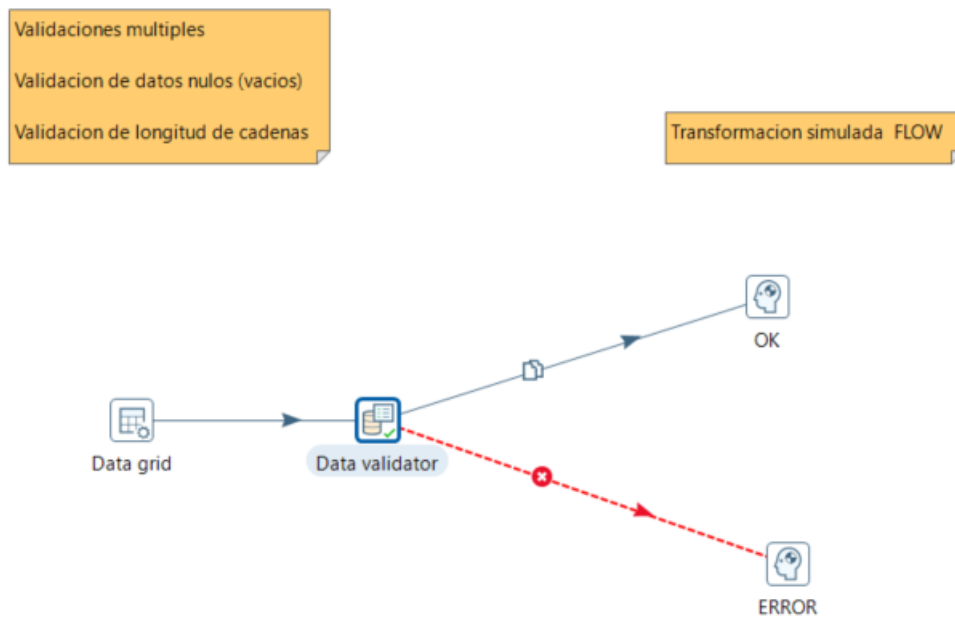 Validaciones multiples
Validacion de datos nulos (vacios)
Validacion de longitud de cadenas
Transformacion simulada  FLOW
OK
Data grid
Data validator
ERROR